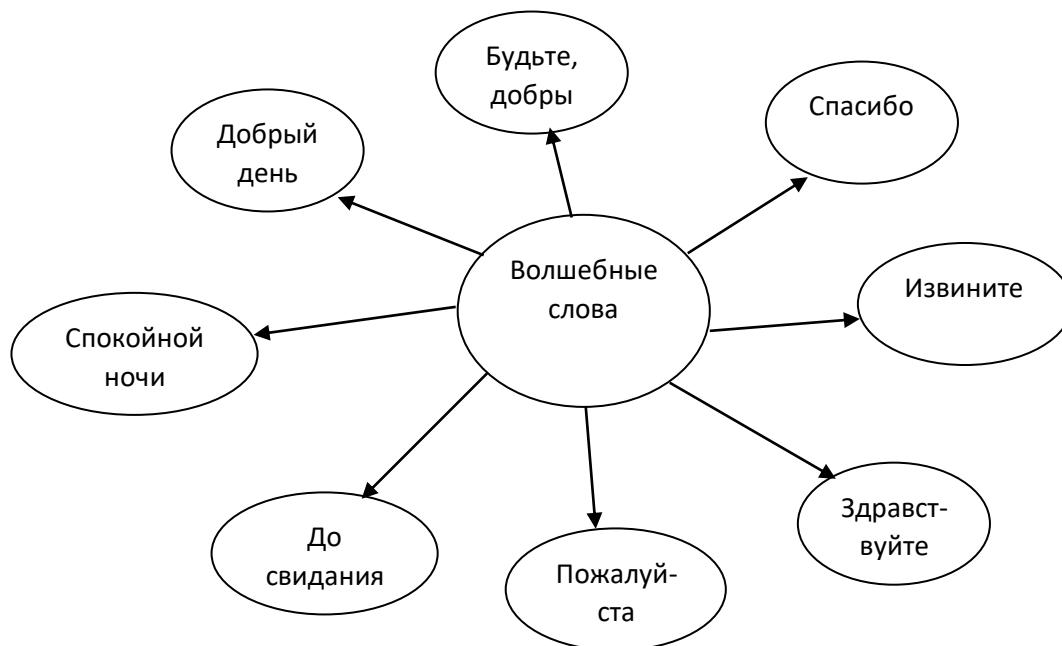 Будьте,
добры
Спасибо
Добрый
день
Волшебные
слова
Извините
Спокойной
ночи
Здравст-
вуйте
До
свидания
Пожалуй-
ста